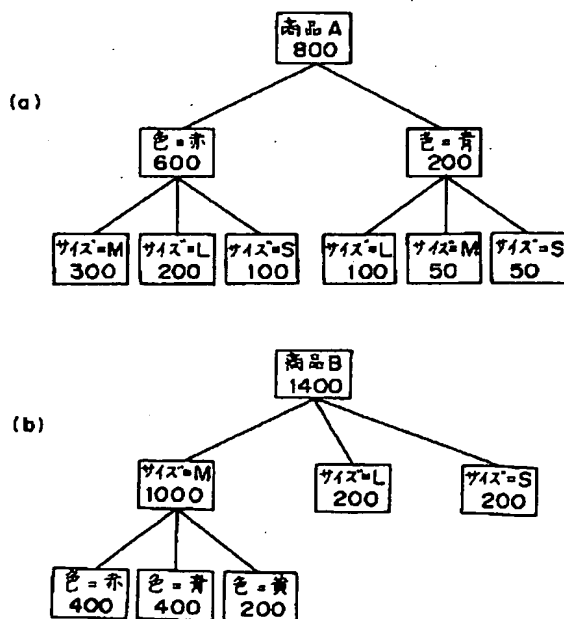 商品A
800
(a)
色=赤
600
色=青
200
サイズ=M
300
サイズ=L
200
サイズ=S
100
サイズ=L
100
サイズ=M
50
サイズ=S
50
商品B
1400
(b)
サイズ=M
1000
サイズ=L
200
サイズ=S
200
色=赤
400
色=青
400
色=黄
200